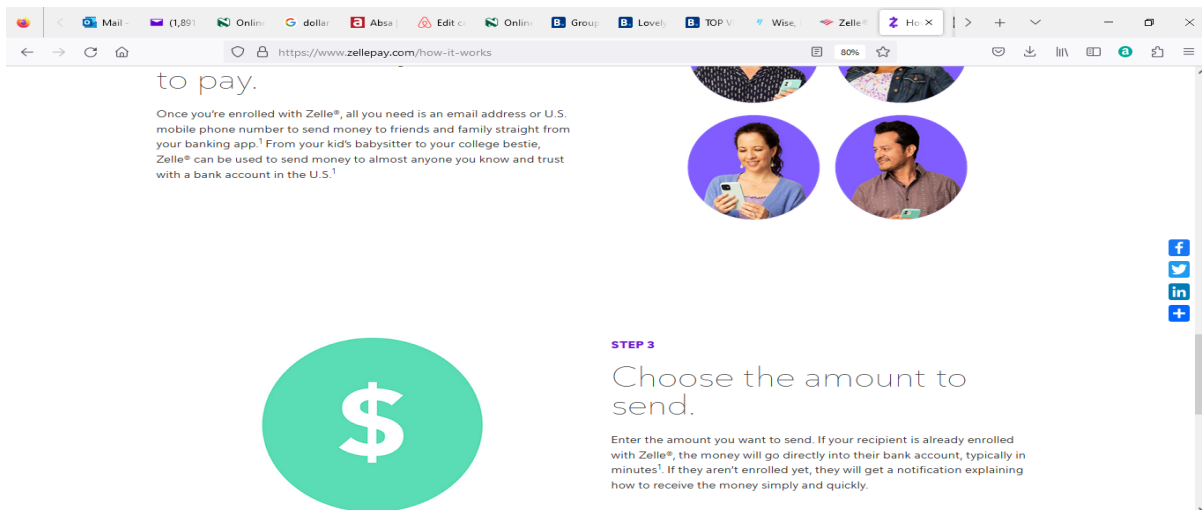 Mail -
(1,891
Online
dollar
Absa |
Edit ca
Online
Group
Lovely
TOP V
Wise,
Zelle®
Ho
https://www.zellepay.com/how-it-works
80%
to pay.
Once you're enrolled with Zelle®, all you need is an email address or U.S.
mobile phone number to send money to friends and family straight from
your banking app.1 From your kid's babysitter to your college bestie,
Zelle® can be used to send money to almost anyone you know and trust
with a bank account in the U.S.1
STEP 3
Choose the amount to
send.
$
Enter the amount you want to send. If your recipient is already enrolled
with Zelle®, the money will go directly into their bank account, typically in
minutes1. If they aren't enrolled yet, they will get a notification explaining
how to receive the money simply and quickly.